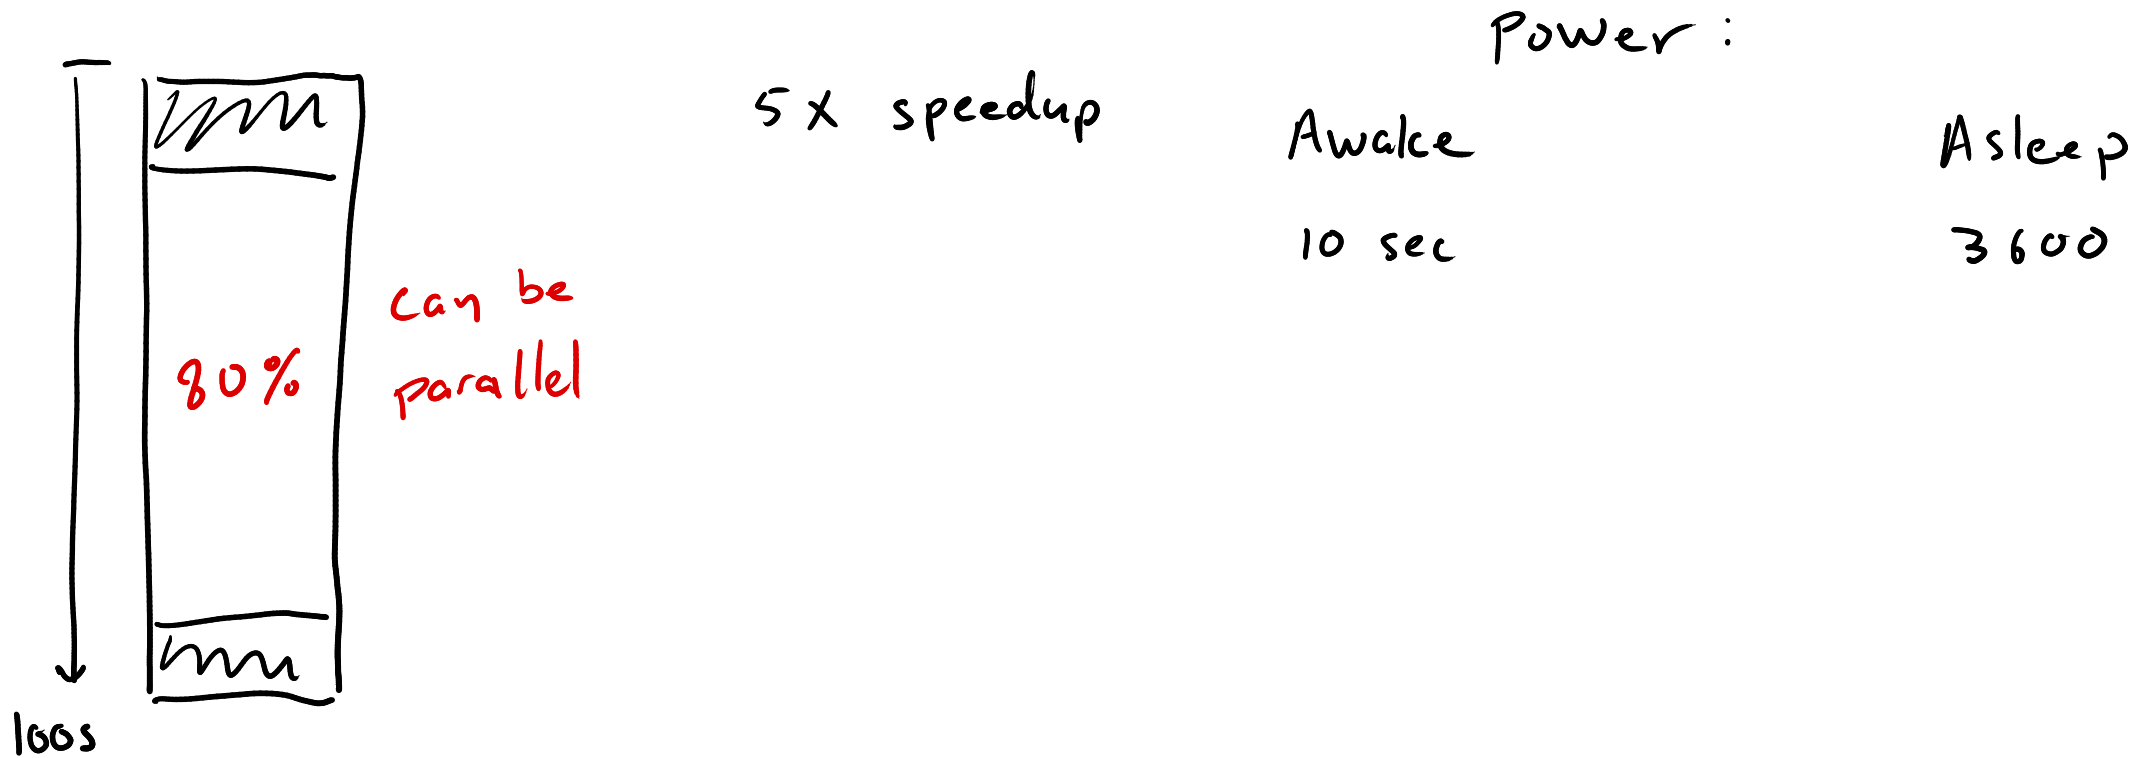 Power:
5x speedup
Awake
Asleep
10 sec
3600
can be
parallel
80%
100s